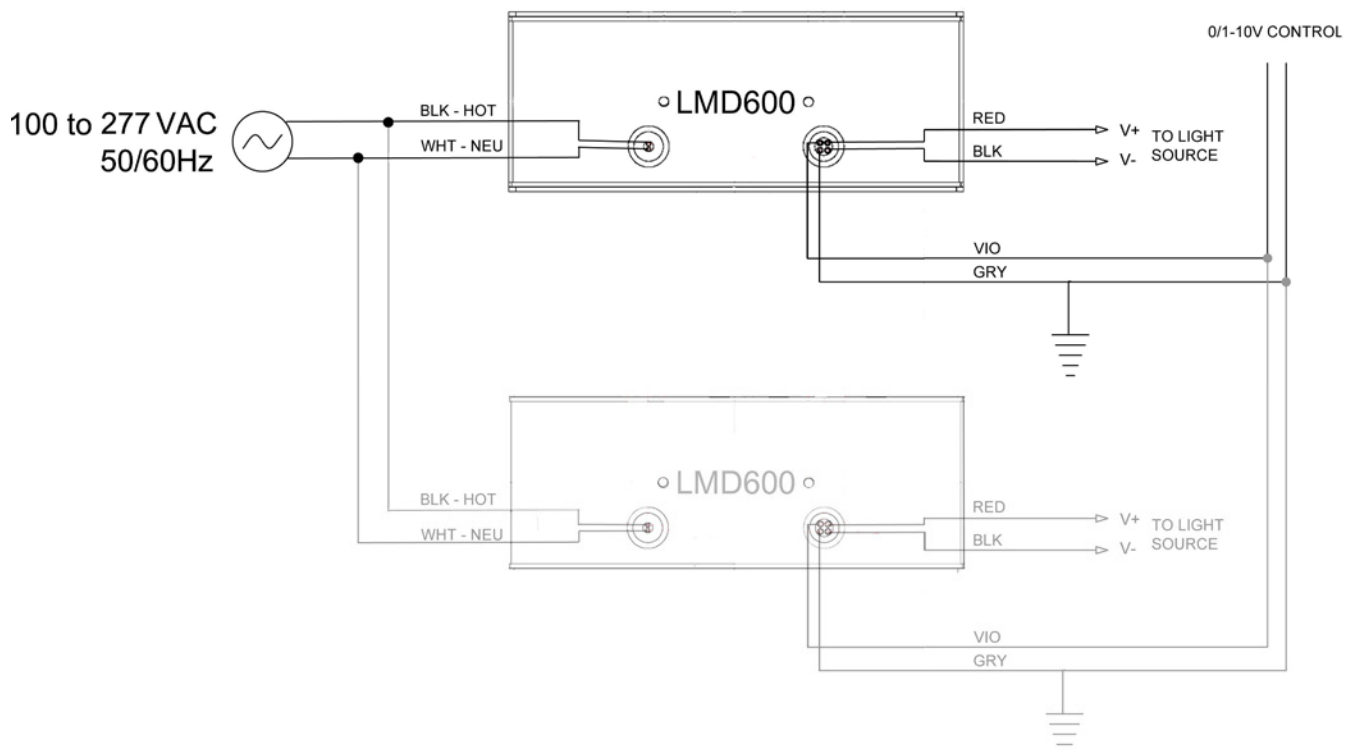 0/1-10V CONTROL
100 to 277 VAC
50/60Hz
BLK - HOT
WHT - NEU
LMD600
RED
BLK
V+
V-
TO LIGHT
SOURCE
VIO
GRY
BLK - HOT
WHT - NEU
LMD600
RED
BLK
V+
V-
TO LIGHT
SOURCE
VIO
GRY